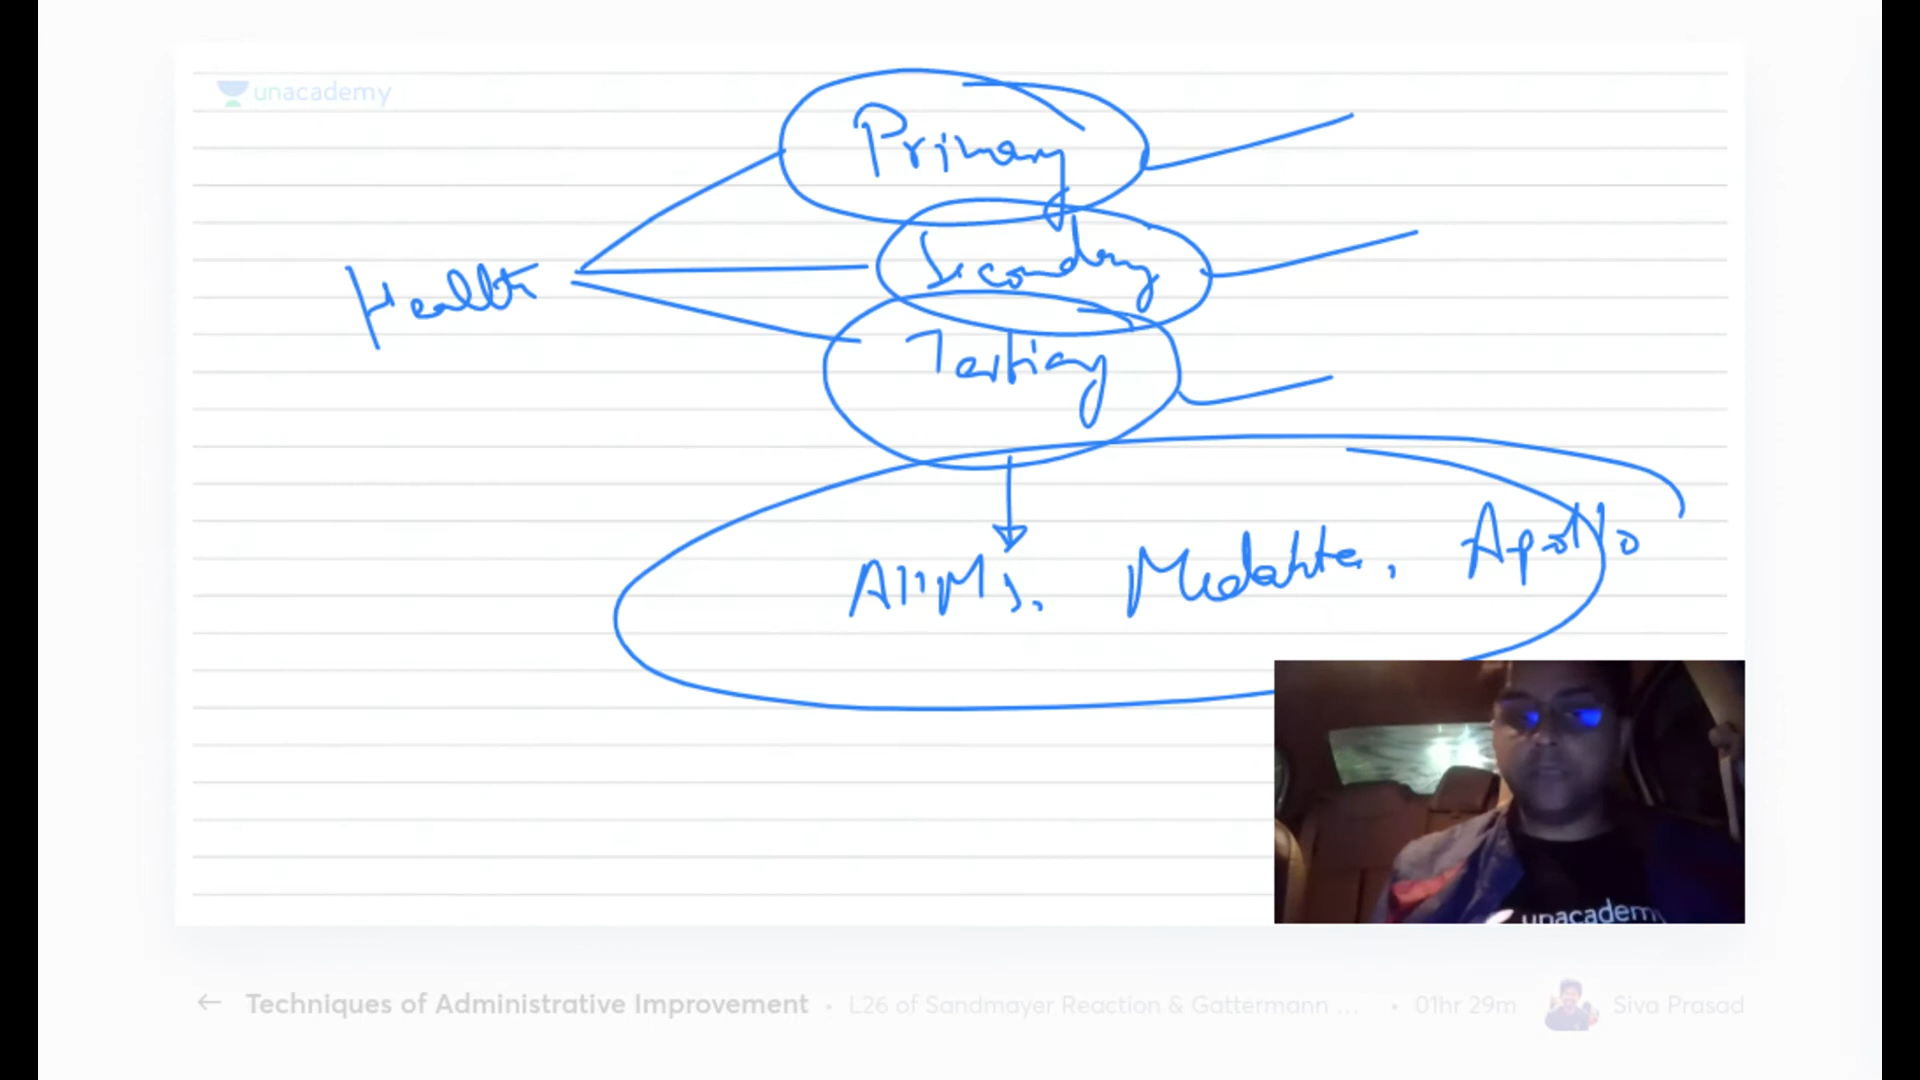 unacademy
Primary
Secondary
Health
Tertiary
AIIMS, Medanta, Apollo
unacademy
← Techniques of Administrative Improvement • L26 of Sandmayer Reaction & Gattermann ... • 01hr 29m Siva Prasad